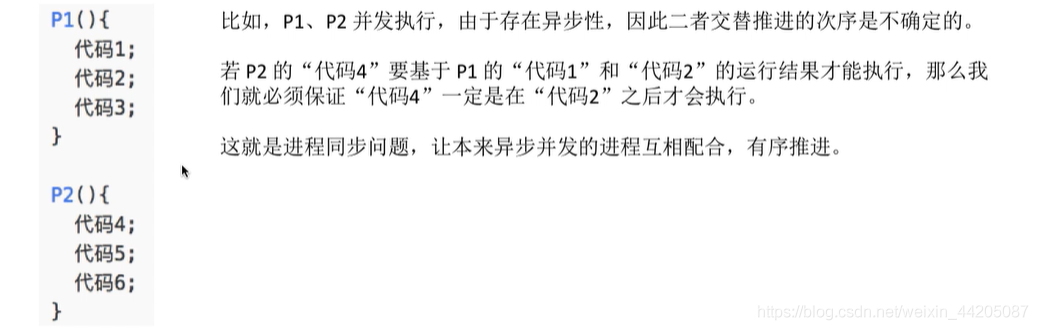 P1(){
代码1;
代码2;
代码3;
}
P2(){
代码4;
代码5;
代码6;
}
比如，P1、P2 并发执行，由于存在异步性，因此二者交替推进的次序是不确定的。
若 P2 的“代码4”要基于 P1 的“代码1”和“代码2”的运行结果才能执行，那么我
们就必须保证“代码4”一定是在“代码2”之后才会执行。
这就是进程同步问题，让本来异步并发的进程互相配合，有序推进。
https://blog.csdn.net/weixin_44205087